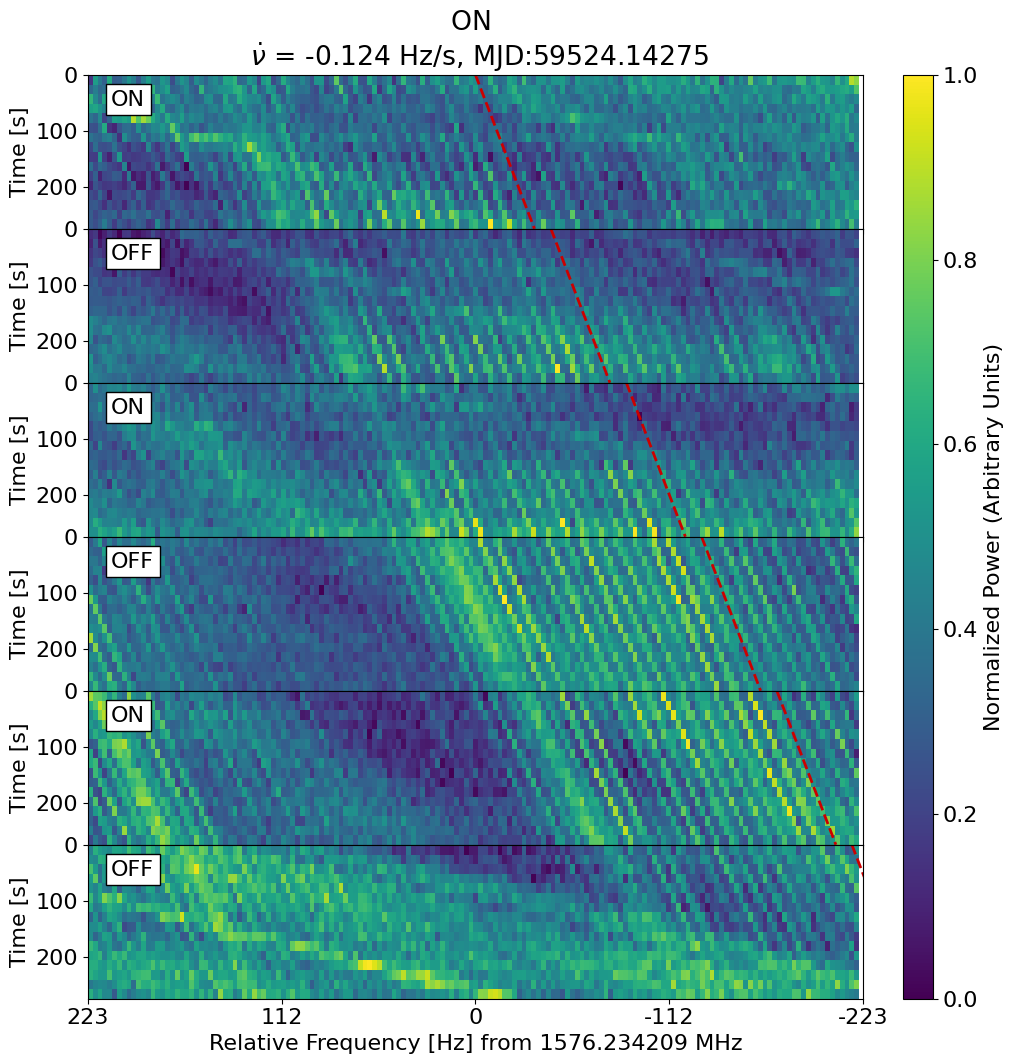 ON
ν̇ = -0.124 Hz/s, MJD:59524.14275
0
ON
100
200
Time [s]
0
OFF
100
200
Time [s]
0
ON
100
200
Time [s]
0
OFF
100
200
Time [s]
0
ON
100
200
Time [s]
0
OFF
100
200
Time [s]
223 112 0 -112 -223
Relative Frequency [Hz] from 1576.234209 MHz
1.0
0.8
0.6
0.4
0.2
0.0
Normalized Power (Arbitrary Units)